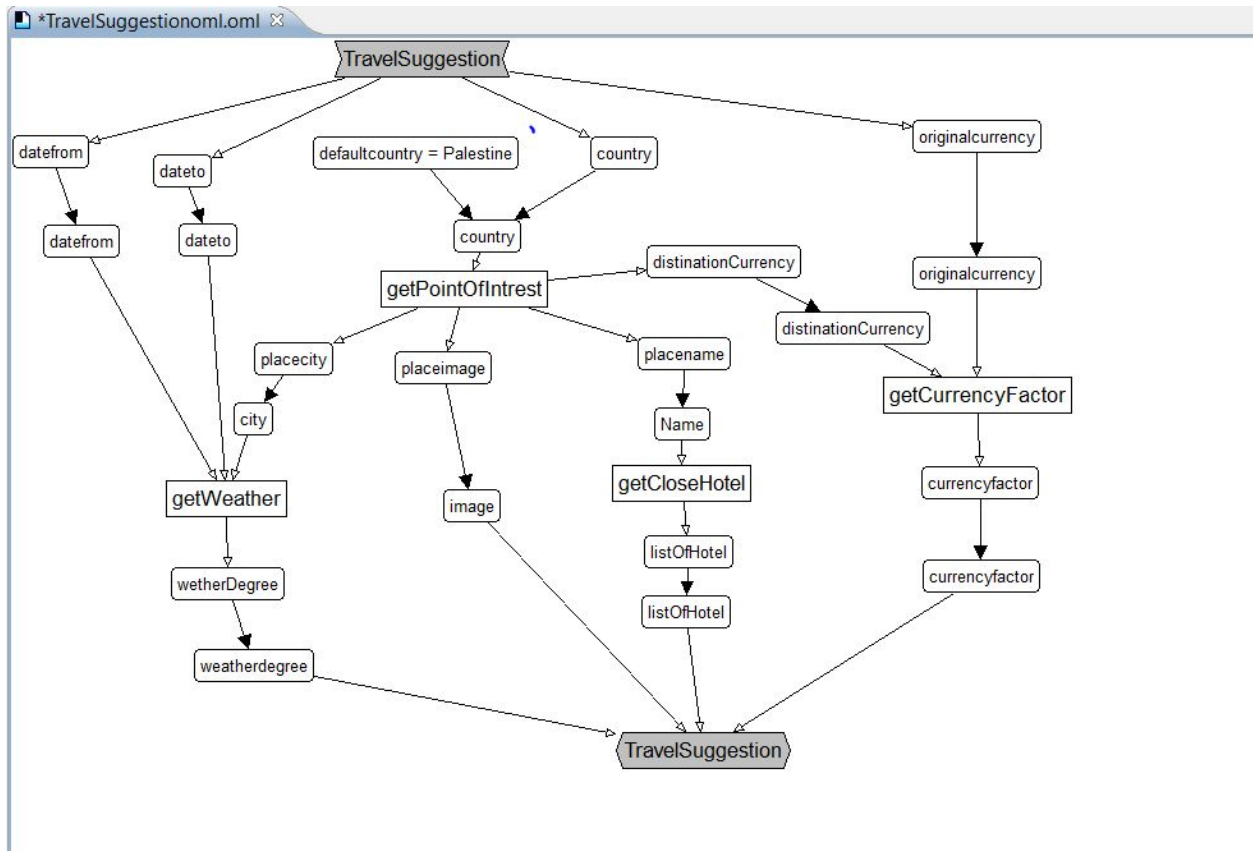 *TravelSuggestionoml.oml
TravelSuggestion
originalcurrency
datefrom
defaultcountry = Palestine
country
dateto
datefrom
dateto
country
distinationCurrency
originalcurrency
getPointOfIntrest
distinationCurrency
placecity
placeimage
placename
getCurrencyFactor
city
Name
getWeather
image
getCloseHotel
currencyfactor
listOfHotel
wetherDegree
currencyfactor
listOfHotel
weatherdegree
TravelSuggestion